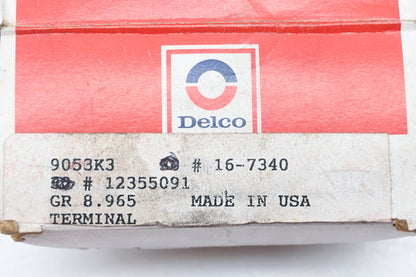 Delco
9053K3 # 16-7340
# 12355091
GR 8.965 MADE IN USA
TERMINAL